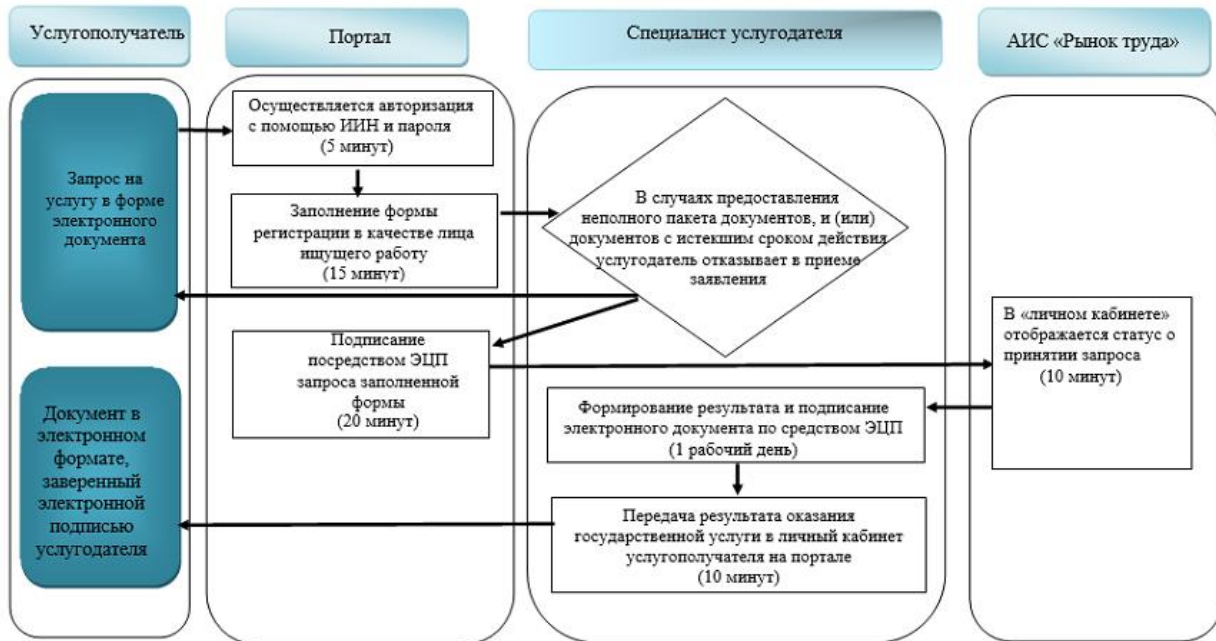 Услугополучатель
Портал
Специалист услугодателя
АИС «Рынок труда»
Запрос на
услугу в форме
электронного
документа
Документ в
электронном
формате,
заверенный
электронной
подписью
услугодателя
Осуществляется авторизация
с помощью ИИН и пароля
(5 минут)
Заполнение формы
регистрации в качестве лица
ищущего работу
(15 минут)
Подписание
посредством ЭЦП
запроса заполненной
формы
(20 минут)
В случаях предоставления
неполного пакета документов, и (или)
документов с истекшим сроком действия
услугодатель отказывает в приеме
заявления
Формирование результата и подписание
электронного документа по средством ЭЦП
(1 рабочий день)
Передача результата оказания
государственной услуги в личный кабинет
услугополучателя на портале
(10 минут)
В «личном кабинете»
отображается статус о
принятии запроса
(10 минут)